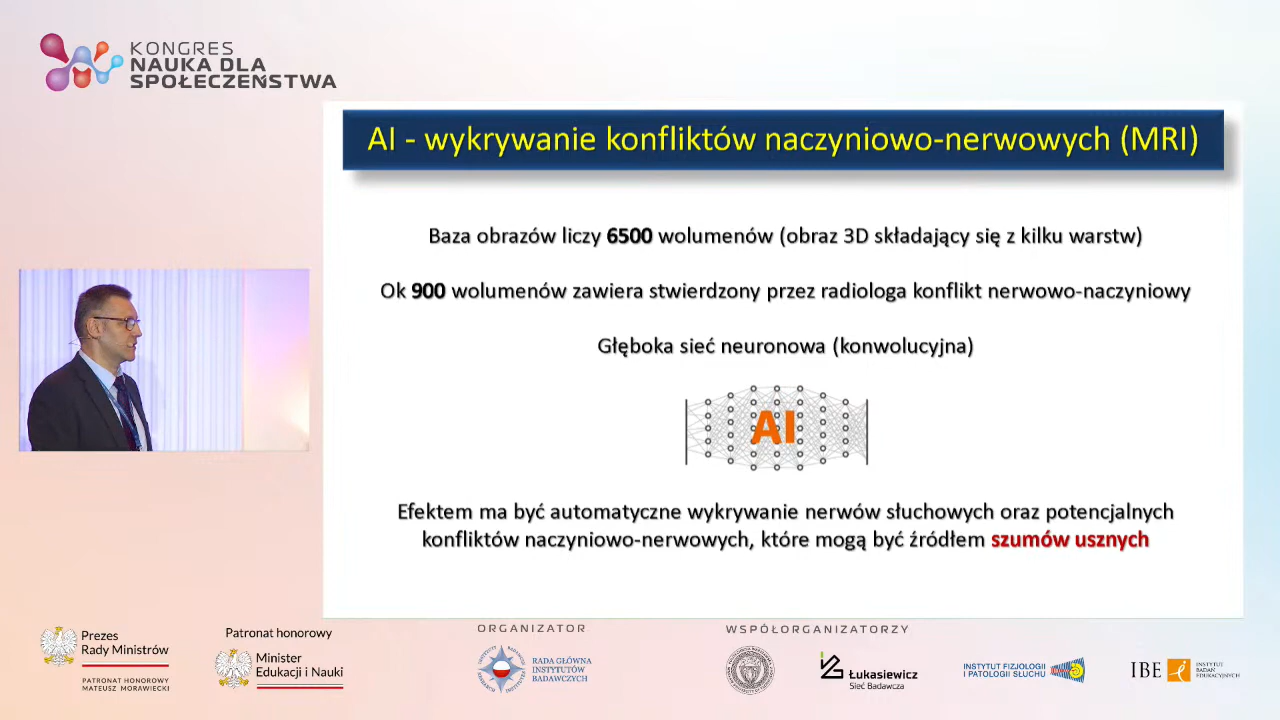 KONGRES
NAUKA DLA
SPOŁECZEŃSTWA
AI - wykrywanie konfliktów naczyniowo-nerwowych (MRI)
Baza obrazów liczy 6500 wolumenów (obraz 3D składający się z kilku warstw)
Ok 900 wolumenów zawiera stwierdzony przez radiologa konflikt nerwowo-naczyniowy
Głęboka sieć neuronowa (konwolucyjna)
AI
Efektem ma być automatyczne wykrywanie nerwów słuchowych oraz potencjalnych
konfliktów naczyniowo-nerwowych, które mogą być źródłem szumów usznych
Prezes
Rady Ministrów
PATRONAT HONOROWY
MATEUSZ MORAWIECKI
Patronat honorowy
Minister
Edukacji i Nauki
ORGANIZATOR
RADA GŁÓWNA
INSTYTUTÓW
BADAWCZYCH
WSPÓŁORGANIZATORZY
Łukasiewicz
Sieć Badawcza
INSTYTUT FIZJOLOGII
I PATOLOGII SŁUCHU
IBE
INSTYTUT
BADAŃ
EDUKACYJNYCH